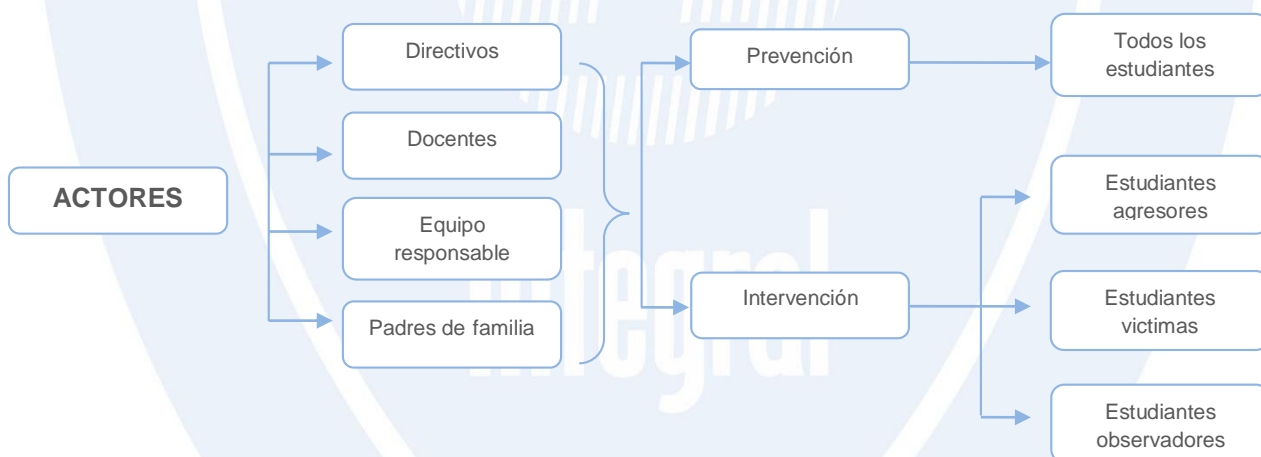 ACTORES
Directivos
Docentes
Equipo
responsable
Padres de familia
Prevención
Intervención
Todos los
estudiantes
Estudiantes
agresores
Estudiantes
victimas
Estudiantes
observadores
integral